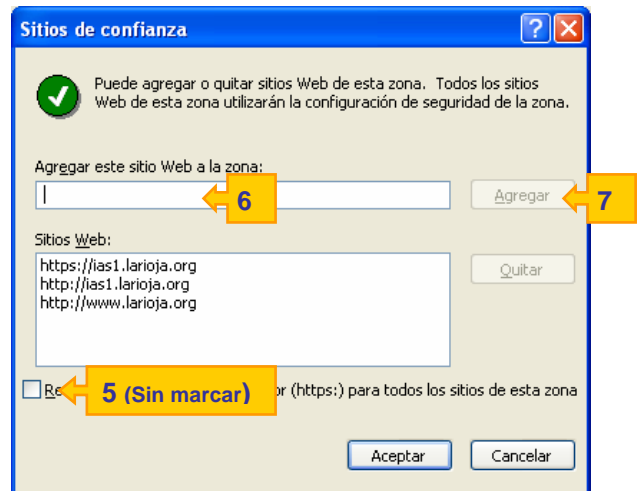 Sitios de confianza
Puede agregar o quitar sitios Web de esta zona. Todos los sitios
Web de esta zona utilizarán la configuración de seguridad de la zona.
Agregar este sitio Web a la zona:
6
Agregar
7
Sitios Web:
https://ias1.larioja.org
http://ias1.larioja.org
http://www.larioja.org
Quitar
5 (Sin marcar)
(https:) para todos los sitios de esta zona
Aceptar
Cancelar